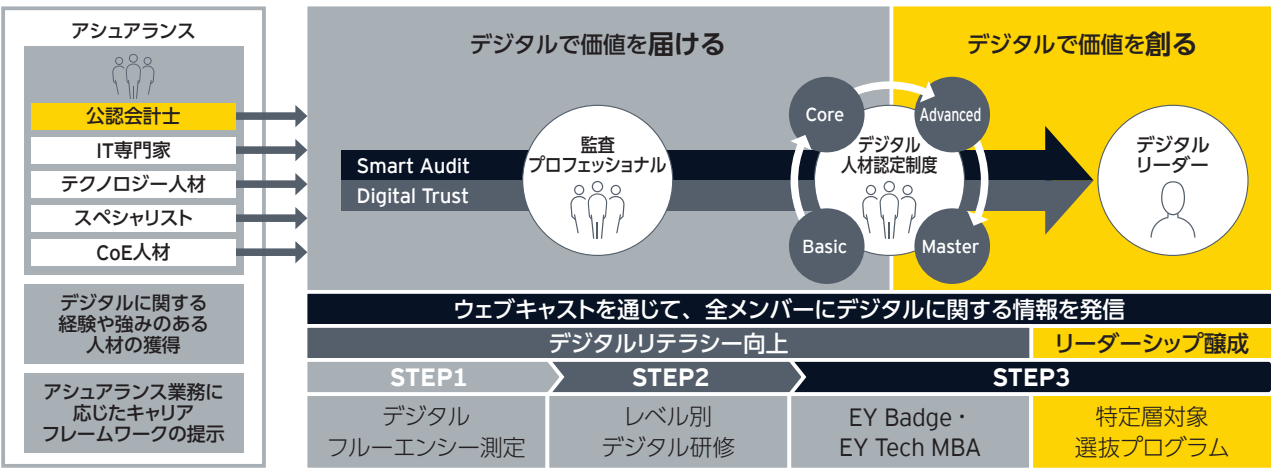 アシュアランス
公認会計士
IT専門家
テクノロジー人材
スペシャリスト
CoE人材
デジタルに関する
経験や強みのある
人材の獲得
アシュアランス業務に
応じたキャリア
フレームワークの提示
デジタルで価値を届ける
デジタルで価値を創る
Smart Audit
Digital Trust
監査
プロフェッショナル
Core
Advanced
デジタル
人材認定制度
Basic
Master
デジタル
リーダー
ウェブキャストを通じて、全メンバーにデジタルに関する情報を発信
デジタルリテラシー向上
リーダーシップ醸成
STEP1
STEP2
STEP3
デジタル
フルーエンシー測定
レベル別
デジタル研修
EY Badge・
EY Tech MBA
特定層対象
選抜プログラム